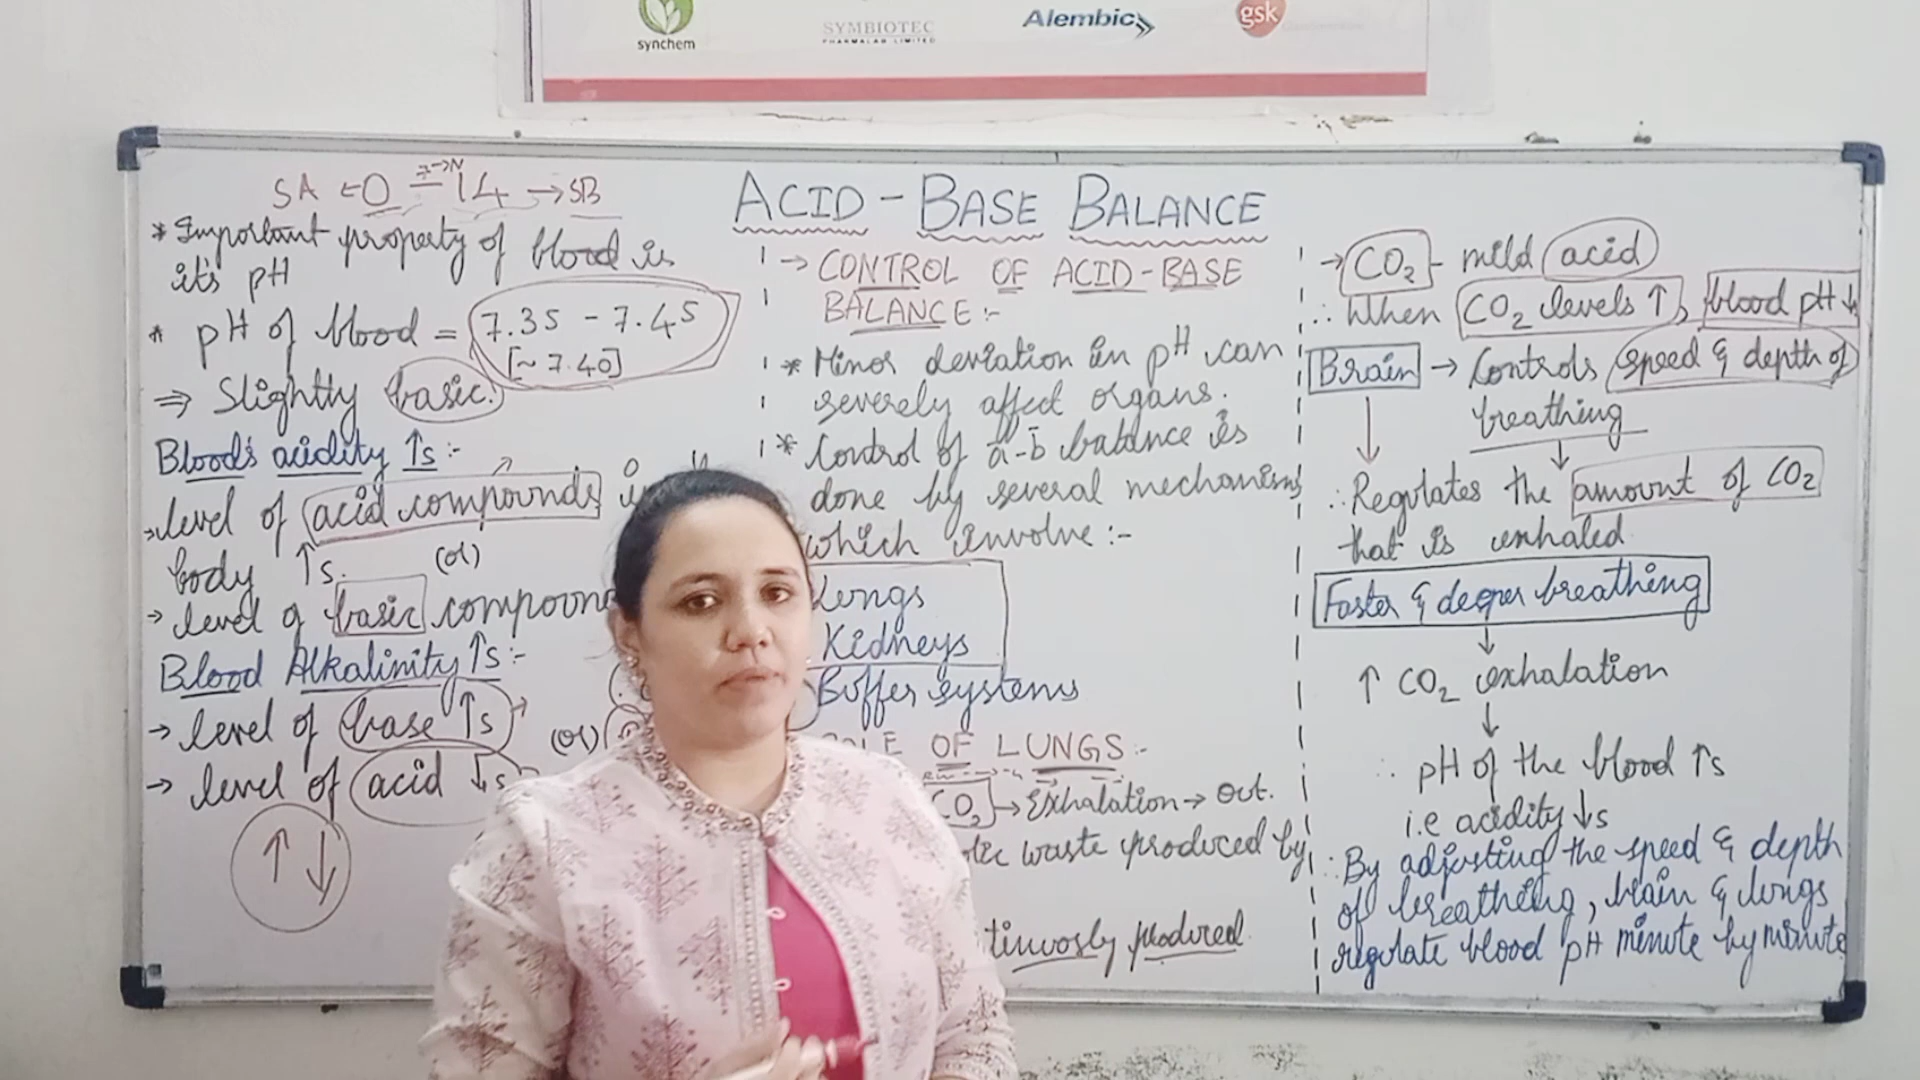 synchem
SYMBIOTEC
PHARMALAB LIMITED
Alembic
gsk
SA ← 0 — 14 → SB
7 → N
ACID - BASE BALANCE
* Important property of blood is
its pH
* pH of blood = 7.35 - 7.45
[~ 7.40]
⇒ Slightly basic.
Blood's acidity ↑s :-
→ level of acid compounds
body ↑s.
(or)
→ level of basic
Blood Alkalinity ↑s :-
→ level of base ↑s
(or)
→ level of acid ↓s
↑ ↓
→ CONTROL OF ACID-BASE
BALANCE :-
* Minor deviation in pH can
severely affect organs.
* Control of a-b balance is
done by several mechanisms
which involve :-
Lungs
Kidneys
Buffer systems
OF LUNGS :-
CO2 → Exhalation → Out.
waste produced by
produced.
→ CO2 - mild acid
∴ When CO2 levels ↑, blood pH ↓
Brain → Controls speed & depth of
breathing
↓ ↓
∴ Regulates the amount of CO2
that is exhaled
Faster & deeper breathing
↓
↑ CO2 exhalation
↓
∴ pH of the blood ↑s
i.e acidity ↓s
∴ By adjusting the speed & depth
of breathing, brain & lungs
regulate blood pH minute by minute